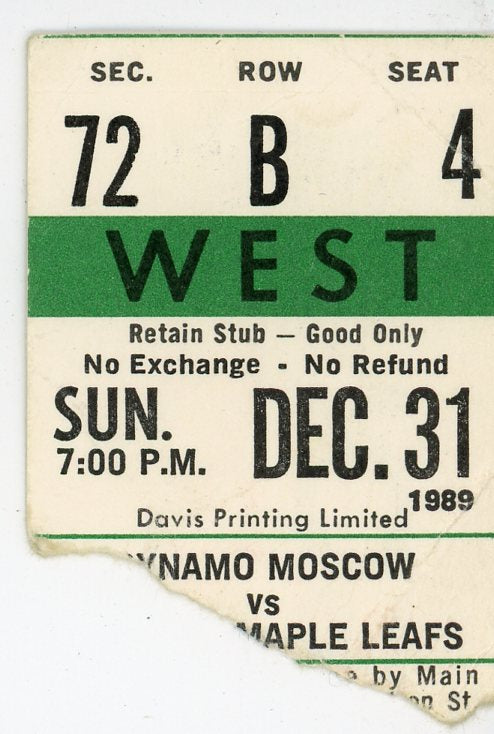 SEC. ROW SEAT
72 B 4
WEST
Retain Stub — Good Only
No Exchange - No Refund
SUN. DEC. 31
7:00 P.M.
1989
Davis Printing Limited
YNAMO MOSCOW
VS
MAPLE LEAFS
by Main
St